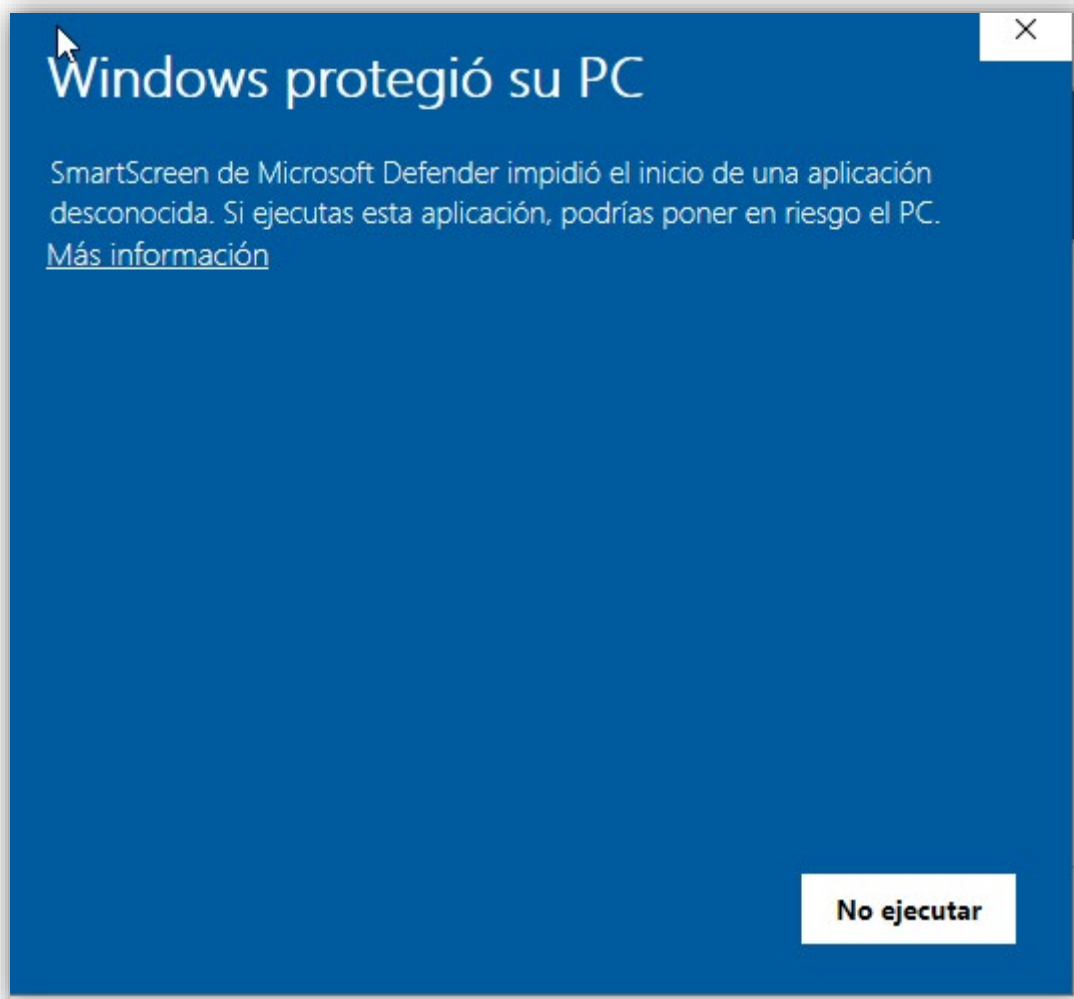 Windows protegió su PC
SmartScreen de Microsoft Defender impidió el inicio de una aplicación
desconocida. Si ejecutas esta aplicación, podrías poner en riesgo el PC.
Más información
No ejecutar